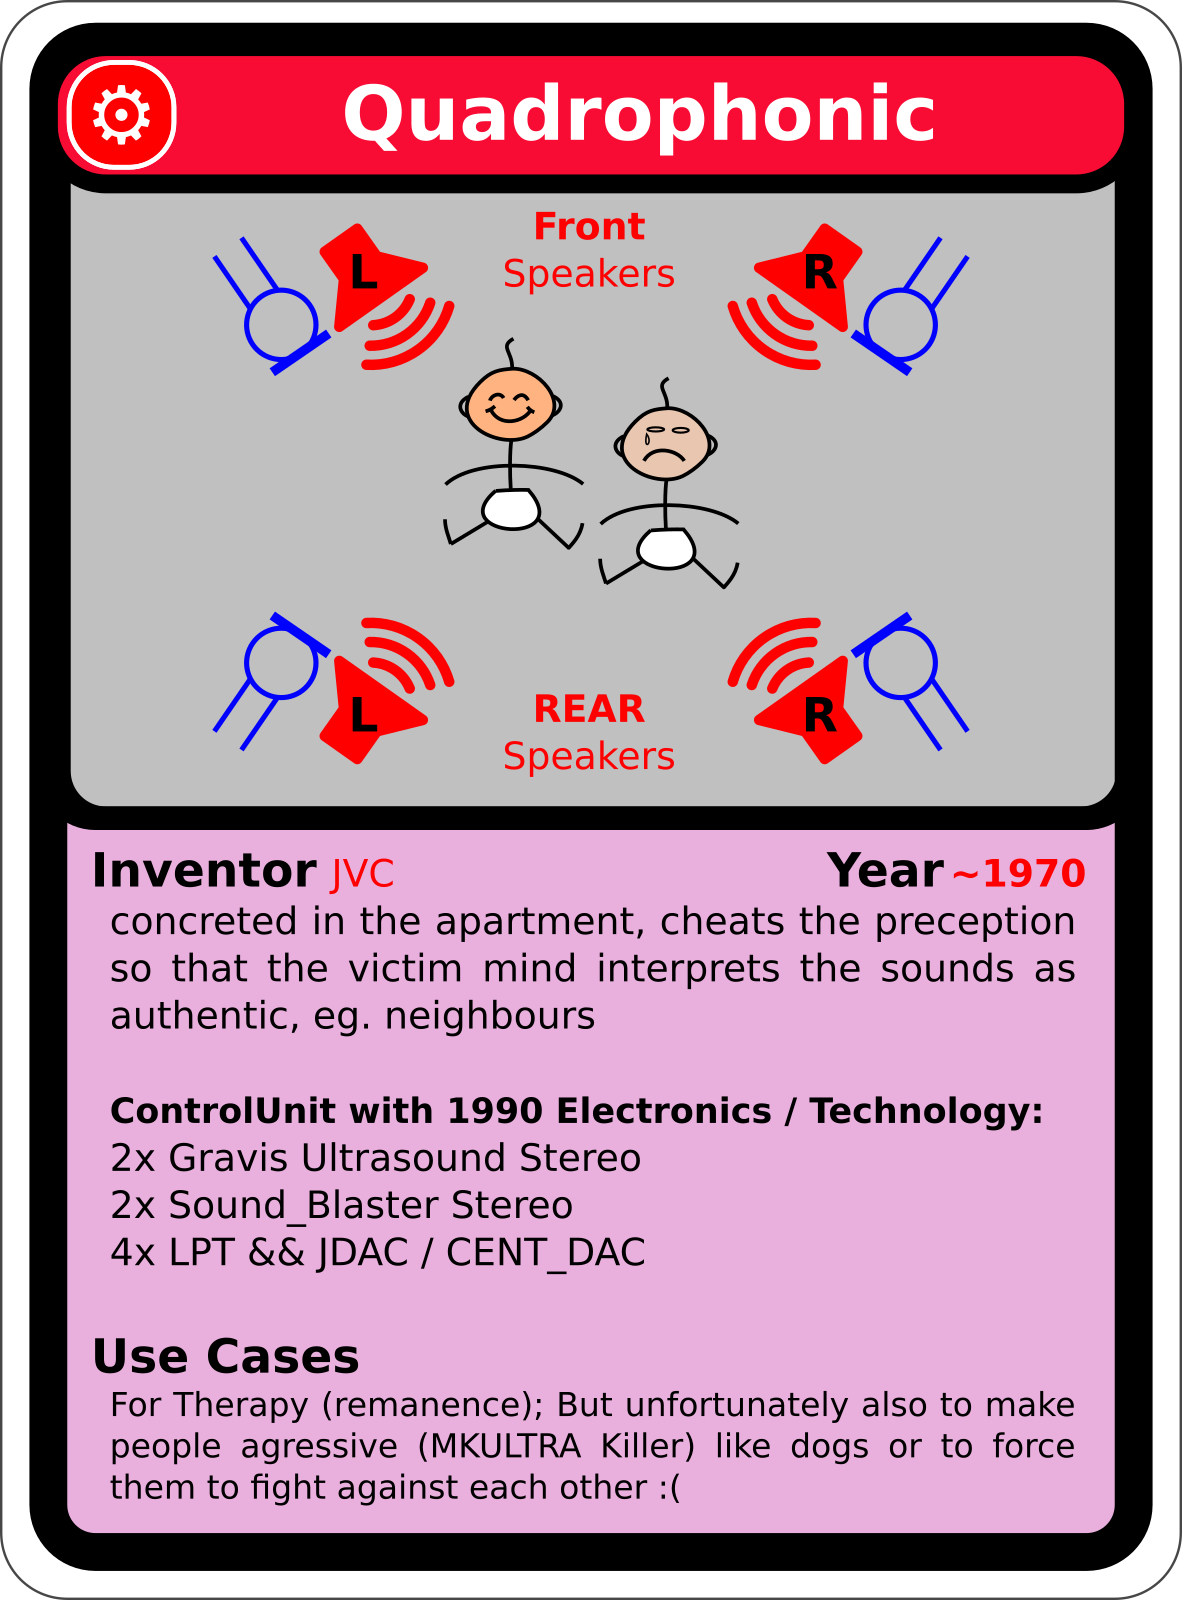 Quadrophonic
Front
Speakers
L
R
L
R
REAR
Speakers
Inventor JVC Year ~1970
concreted in the apartment, cheats the preception
so that the victim mind interprets the sounds as
authentic, eg. neighbours
ControlUnit with 1990 Electronics / Technology:
2x Gravis Ultrasound Stereo
2x Sound_Blaster Stereo
4x LPT && JDAC / CENT_DAC
Use Cases
For Therapy (remanence); But unfortunately also to make
people agressive (MKULTRA Killer) like dogs or to force
them to fight against each other :(